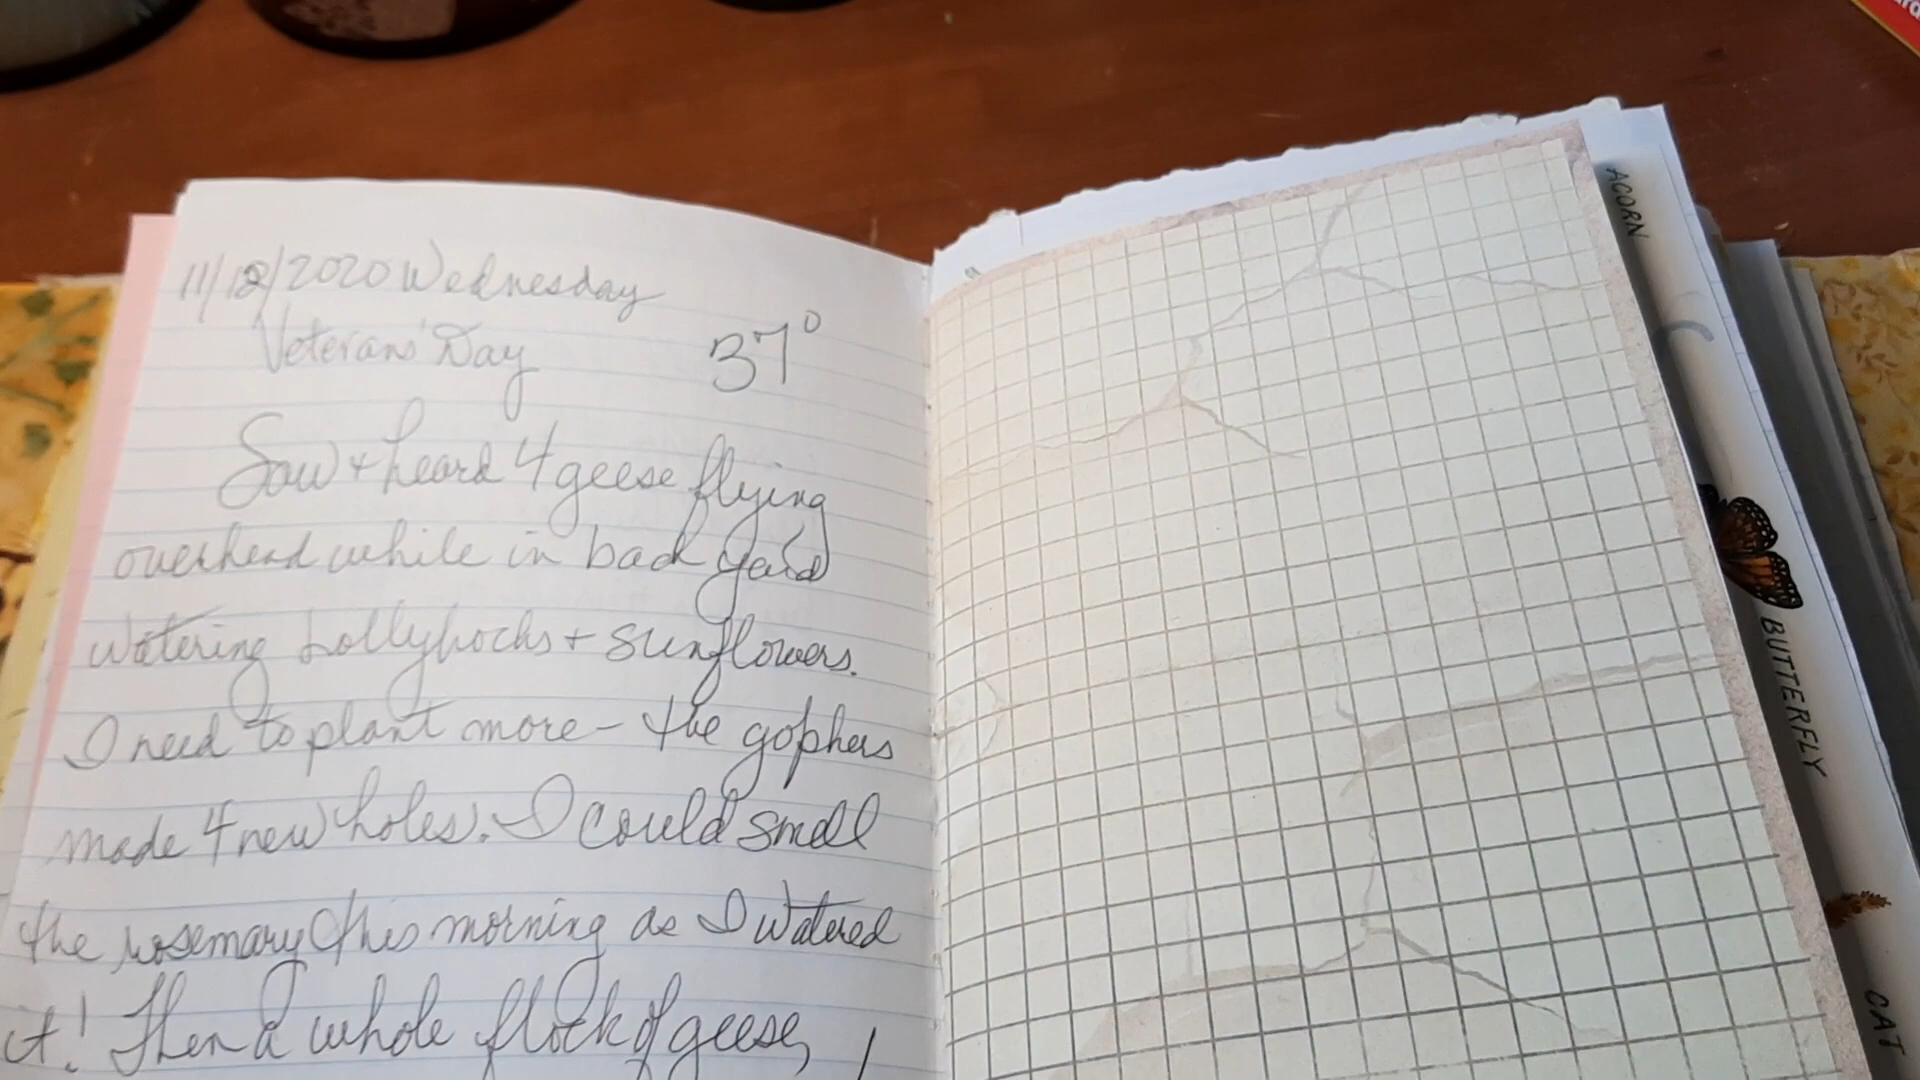 11/12/2020 Wednesday
Veterans' Day 37°
Saw + heard 4 geese flying
overhead while in back yard
watering hollyhocks + sunflowers.
I need to plant more - the gophers
made 4 new holes. I could smell
the rosemary this morning as I watered
it! Then a whole flock of geese,
ACORN
BUTTERFLY
CAT